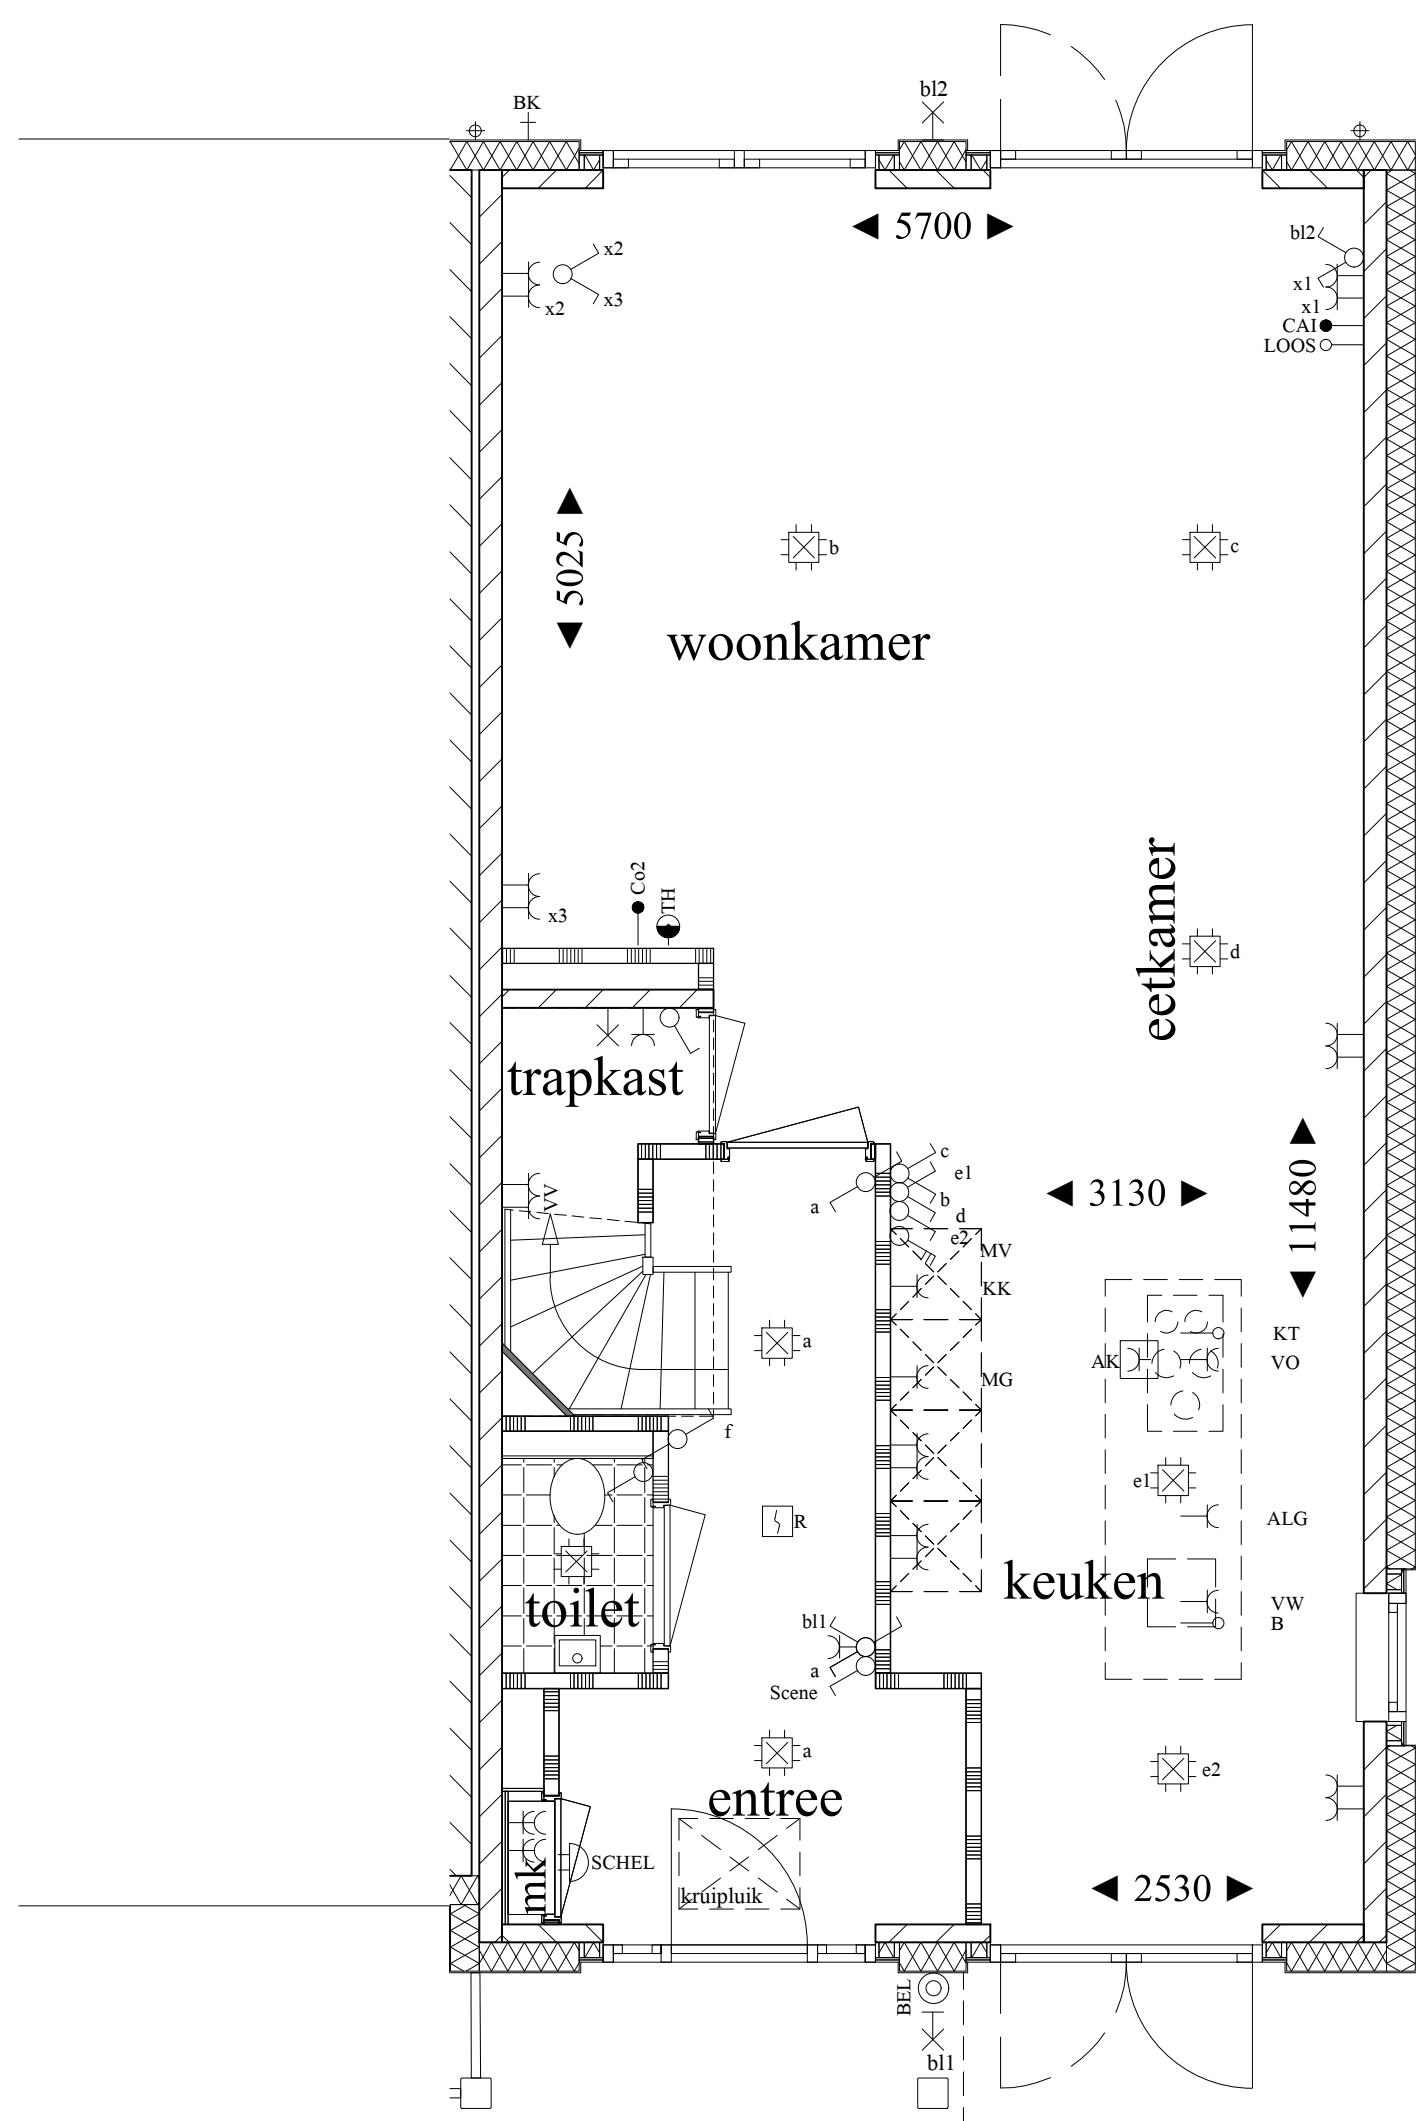 bl2
BK
5700
bl2
x2
x3
x2
x1
x1
CAI
LOOS
5025
b
c
woonkamer
eetkamer
Co2
TH
x3
d
trapkast
c
e1
a
b
d
e2
3130
11480
W
MV
KK
KT
a
AK
VO
MG
f
e1
R
ALG
toilet
keuken
VW
B
bl1
a
Scene
a
e2
entree
SCHEL
mk
kruipluik
2530
BEL
bl1